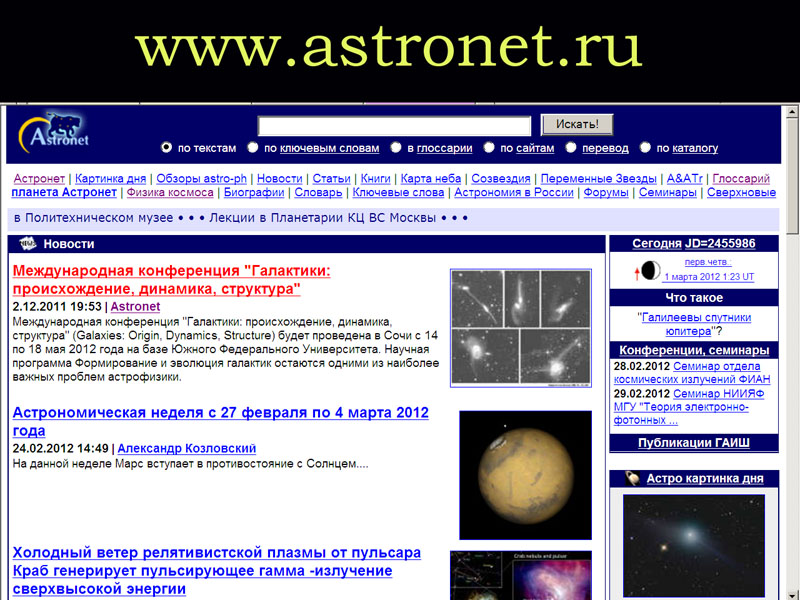 www.astronet.ru
Astronet
Искать!
по текстам по ключевым словам в глоссарии по сайтам перевод по каталогу
Астронет | Картинка дня | Обзоры astro-ph | Новости | Статьи | Книги | Карта неба | Созвездия | Переменные Звезды | A&ATr | Глоссарий
планета Астронет | Физика космоса | Биографии | Словарь | Ключевые слова | Астрономия в России | Форумы | Семинары | Сверхновые
в Политехническом музее • • • Лекции в Планетарии КЦ ВС Москвы • • •
NEWS Новости
Международная конференция "Галактики:
происхождение, динамика, структура"
2.12.2011 19:53 | Astronet
Международная конференция "Галактики: происхождение, динамика,
структура" (Galaxies: Origin, Dynamics, Structure) будет проведена в Сочи с 14
по 18 мая 2012 года на базе Южного Федерального Университета. Научная
программа Формирование и эволюция галактик остаются одними из наиболее
важных проблем астрофизики.
Астрономическая неделя с 27 февраля по 4 марта 2012
года
24.02.2012 14:49 | Александр Козловский
На данной неделе Марс вступает в противостояние с Солнцем....
Холодный ветер релятивистской плазмы от пульсара
Краб генерирует пульсирующее гамма -излучение
сверхвысокой энергии
Crab nebula and pulsar
Сегодня JD=2455986
перв.четв.:
1 марта 2012 1:23 UT
Что такое
"Галилеевы спутники
юпитера"?
Конференции, семинары
28.02.2012 Семинар отдела
космических излучений ФИАН
29.02.2012 Семинар НИИЯФ
МГУ "Теория электронно-
фотонных ...
Публикации ГАИШ
Астро картинка дня